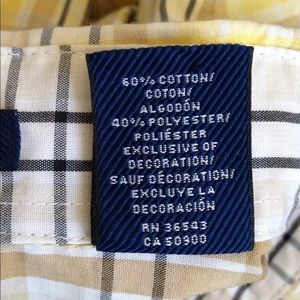 60% COTTON/
COTON/
ALGODÓN
40% POLYESTER/
POLIÉSTER
EXCLUSIVE OF
DECORATION/
SAUF DÉCORATION/
EXCLUYE LA
DECORACIÓN
RN 36543
CA 50900